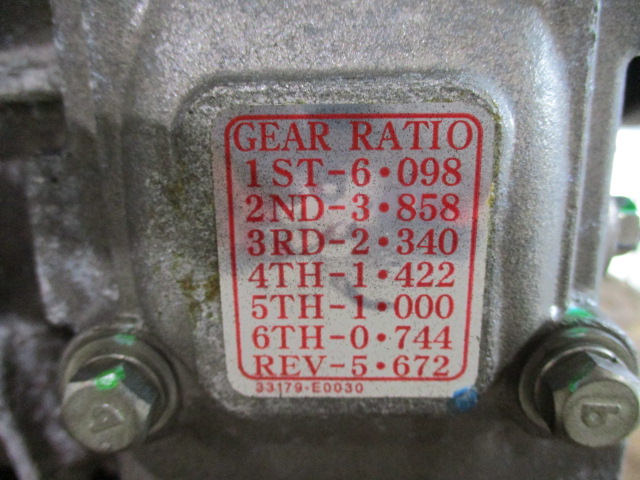 GEAR RATIO
1ST-6·098
2ND-3·858
3RD-2·340
4TH-1·422
5TH-1·000
6TH-0·744
REV-5·672
33179-E0030